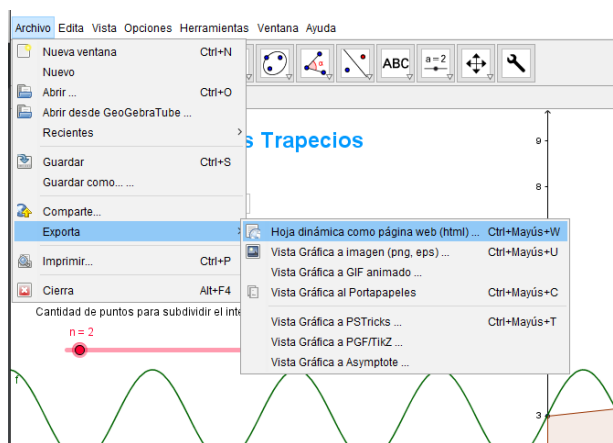 Archivo Edita Vista Opciones Herramientas Ventana Ayuda
Nueva ventana Ctrl+N
Nuevo
Abrir ... Ctrl+O
Abrir desde GeoGebraTube ...
Recientes
Guardar Ctrl+S
Guardar como... ...
Comparte...
Exporta
Imprimir... Ctrl+P
Cierra Alt+F4
ABC a = 2
s Trapecios
9
8
Hoja dinámica como página web (html) ... Ctrl+Mayús+W
Vista Gráfica a imagen (png, eps) ... Ctrl+Mayús+U
Vista Gráfica a GIF animado ...
Vista Gráfica al Portapapeles Ctrl+Mayús+C
Vista Gráfica a PSTricks ... Ctrl+Mayús+T
Vista Gráfica a PGF/TikZ ...
Vista Gráfica a Asymptote ...
Cantidad de puntos para subdividir el inte
n = 2
f
3